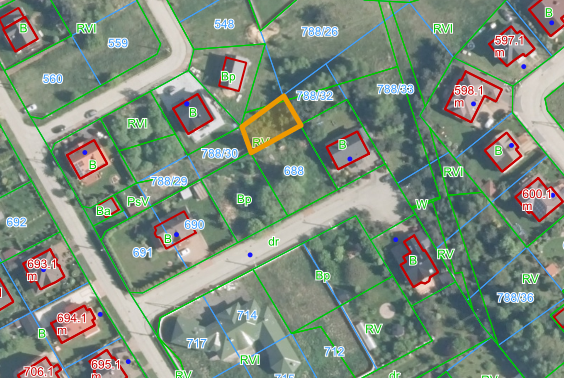 548
788/26
RVI
RVI
B
559
597.1
m
B
560
Bp
788/32
788/33
598.1
m
B
RVI
RV
B
B
B
788/30
688
788/29
RVI
600.1
m
PsV
Bp
Ba
W
692
690
B
691
dr
B
RV
RV
693.1
m
Bp
788/36
694.1
m
714
RV
B
717
712
RVI
706.1
695.1
m
RV
715
dr
RV